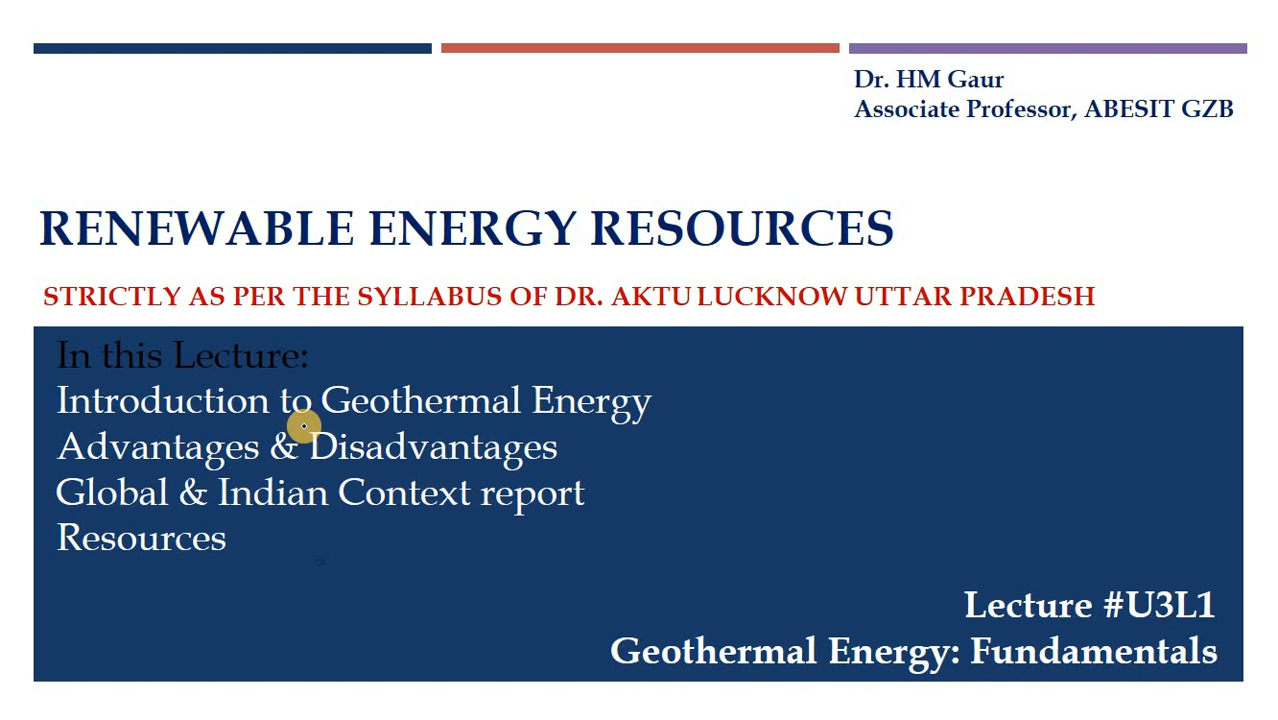 Dr. HM Gaur
Associate Professor, ABESIT GZB
RENEWABLE ENERGY RESOURCES
STRICTLY AS PER THE SYLLABUS OF DR. AKTU LUCKNOW UTTAR PRADESH
In this Lecture:
Introduction to Geothermal Energy
Advantages & Disadvantages
Global & Indian Context report
Resources
Lecture #U3L1
Geothermal Energy: Fundamentals